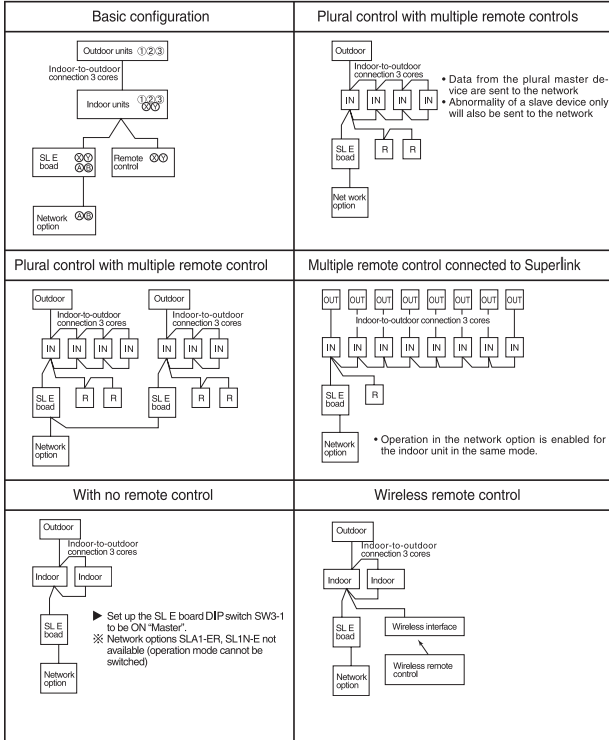 Basic configuration
Outdoor units ①②③
Indoor-to-outdoor
connection 3 cores
Indoor units ①②③
ⓍⓎ
SL E
boad
ⓍⓎ
ⒶⒷ
Remote
control
ⓍⓎ
Network
option
ⒶⒷ
Plural control with multiple remote controls
Outdoor
Indoor-to-outdoor
connection 3 cores
IN IN IN IN
SL E
boad
R R
Net work
option
• Data from the plural master de-
vice are sent to the network
• Abnormality of a slave device only
will also be sent to the network
Plural control with multiple remote control
Outdoor Outdoor
Indoor-to-outdoor
connection 3 cores
Indoor-to-outdoor
connection 3 cores
IN IN IN IN IN IN IN IN
SL E
boad
R R
SL E
boad
R R
Network
option
Multiple remote control connected to Superlink
OUT OUT OUT OUT OUT OUT OUT OUT
Indoor-to-outdoor connection 3 cores
IN IN IN IN IN IN IN IN
SL E
boad
R
Network
option
• Operation in the network option is enabled for
the indoor unit in the same mode.
With no remote control
Outdoor
Indoor-to-outdoor
connection 3 cores
Indoor Indoor
SL E
boad
Network
option
▶ Set up the SL E board DIP switch SW3-1
to be ON "Master".
※ Network options SLA1-ER, SL1N-E not
available (operation mode cannot be
switched)
Wireless remote control
Outdoor
Indoor-to-outdoor
connection 3 cores
Indoor Indoor
SL E
boad
Wireless interface
Wireless remote
control
Network
option